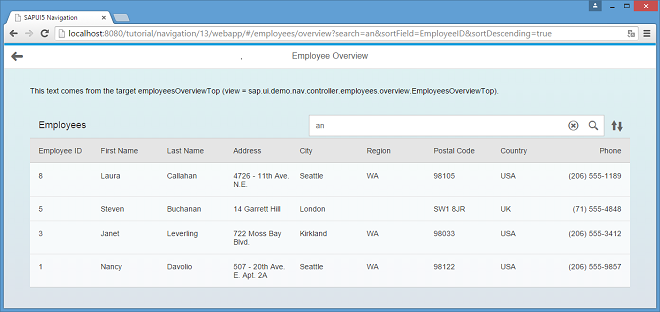 SAPUI5 Navigation
localhost:8080/tutorial/navigation/13/webapp/#/employees/overview?search=an&sortField=EmployeeID&sortDescending=true
, Employee Overview
This text comes from the target employeesOverviewTop (view = sap.ui.demo.nav.controller.employees.overview.EmployeesOverviewTop).
Employees an
Employee ID First Name Last Name Address City Region Postal Code Country Phone
8 Laura Callahan 4726 - 11th Ave. Seattle WA 98105 USA (206) 555-1189
N.E.
5 Steven Buchanan 14 Garrett Hill London SW1 8JR UK (71) 555-4848
3 Janet Leverling 722 Moss Bay Kirkland WA 98033 USA (206) 555-3412
Blvd.
1 Nancy Davolio 507 - 20th Ave. Seattle WA 98122 USA (206) 555-9857
E. Apt. 2A